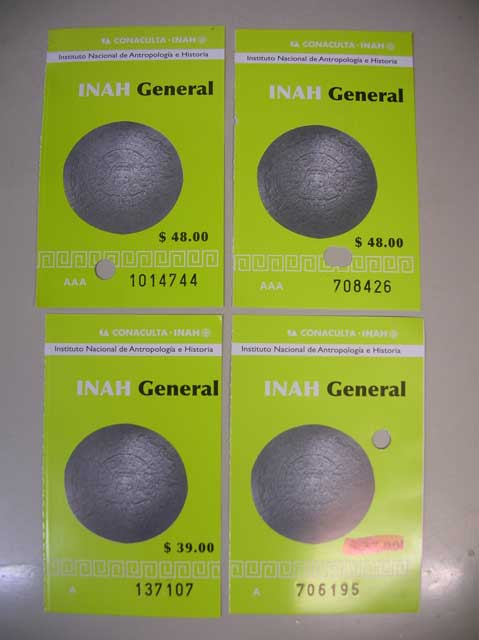 CONACULTA · INAH
Instituto Nacional de Antropología e Historia
INAH General
$ 48.00
AAA 1014744
CONACULTA · INAH
Instituto Nacional de Antropología e Historia
INAH General
$ 48.00
AAA 708426
CONACULTA · INAH
Instituto Nacional de Antropología e Historia
INAH General
$ 39.00
A 137107
CONACULTA · INAH
Instituto Nacional de Antropología e Historia
INAH General
A 706195